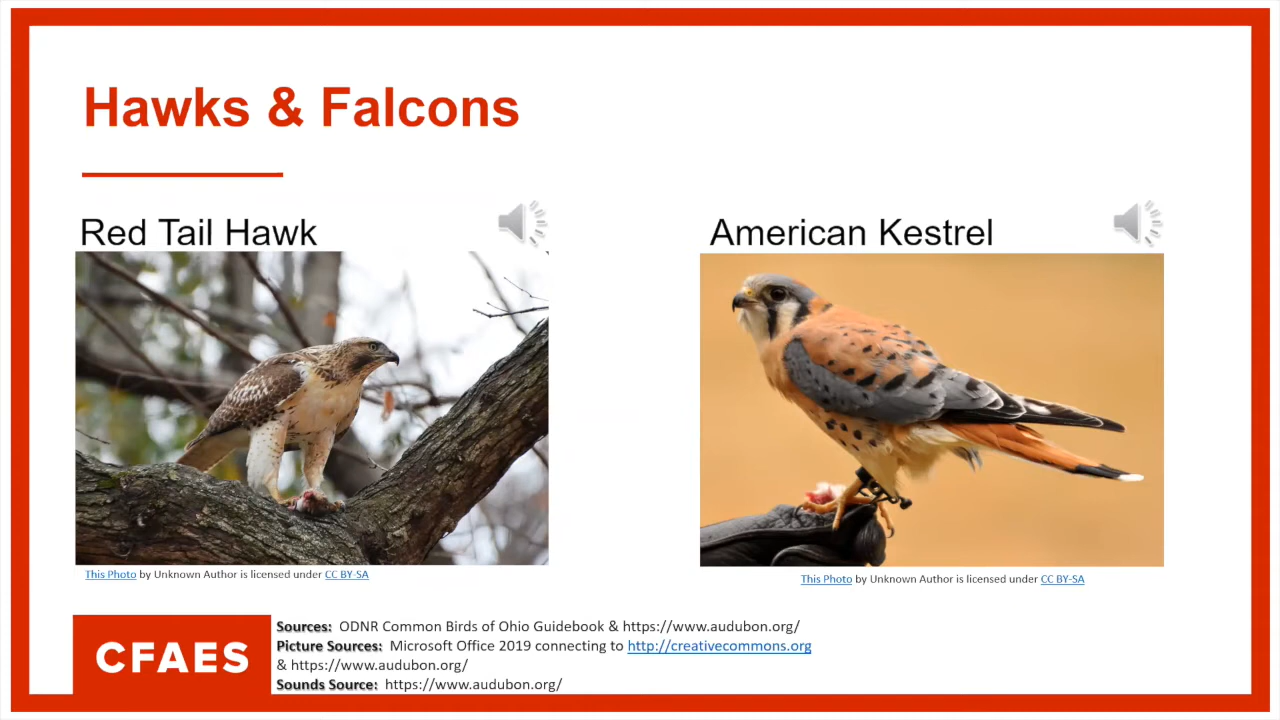 Hawks & Falcons
Red Tail Hawk
American Kestrel
This Photo by Unknown Author is licensed under CC BY-SA
This Photo by Unknown Author is licensed under CC BY-SA
CFAES
Sources: ODNR Common Birds of Ohio Guidebook & https://www.audubon.org/
Picture Sources: Microsoft Office 2019 connecting to http://creativecommons.org
& https://www.audubon.org/
Sounds Source: https://www.audubon.org/